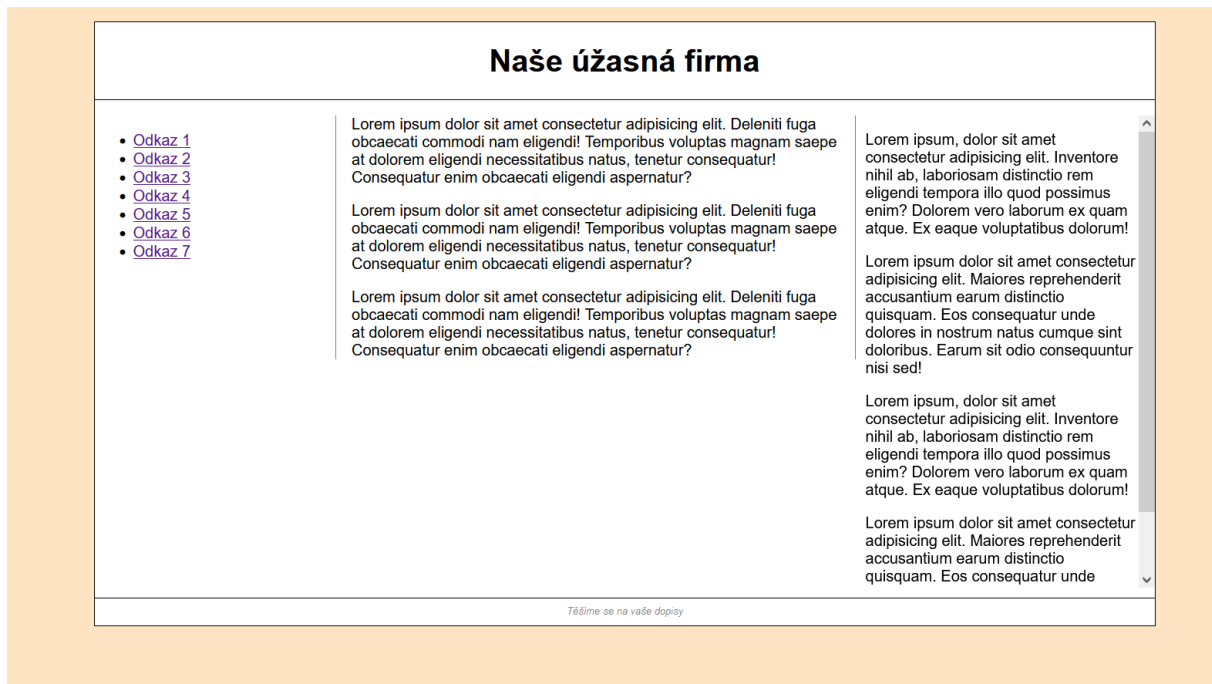 Naše úžasná firma
Odkaz 1
Odkaz 2
Odkaz 3
Odkaz 4
Odkaz 5
Odkaz 6
Odkaz 7
Lorem ipsum dolor sit amet consectetur adipisicing elit. Deleniti fuga
obcaecati commodi nam eligendi! Temporibus voluptas magnam saepe
at dolorem eligendi necessitatibus natus, tenetur consequatur!
Consequatur enim obcaecati eligendi aspernatur?
Lorem ipsum dolor sit amet consectetur adipisicing elit. Deleniti fuga
obcaecati commodi nam eligendi! Temporibus voluptas magnam saepe
at dolorem eligendi necessitatibus natus, tenetur consequatur!
Consequatur enim obcaecati eligendi aspernatur?
Lorem ipsum dolor sit amet consectetur adipisicing elit. Deleniti fuga
obcaecati commodi nam eligendi! Temporibus voluptas magnam saepe
at dolorem eligendi necessitatibus natus, tenetur consequatur!
Consequatur enim obcaecati eligendi aspernatur?
Lorem ipsum, dolor sit amet
consectetur adipisicing elit. Inventore
nihil ab, laboriosam distinctio rem
eligendi tempora illo quod possimus
enim? Dolorem vero laborum ex quam
atque. Ex eaque voluptatibus dolorum!
Lorem ipsum dolor sit amet consectetur
adipisicing elit. Maiores reprehenderit
accusantium earum distinctio
quisquam. Eos consequatur unde
dolores in nostrum natus cumque sint
doloribus. Earum sit odio consequuntur
nisi sed!
Lorem ipsum, dolor sit amet
consectetur adipisicing elit. Inventore
nihil ab, laboriosam distinctio rem
eligendi tempora illo quod possimus
enim? Dolorem vero laborum ex quam
atque. Ex eaque voluptatibus dolorum!
Lorem ipsum dolor sit amet consectetur
adipisicing elit. Maiores reprehenderit
accusantium earum distinctio
quisquam. Eos consequatur unde
Těšíme se na vaše dopisy